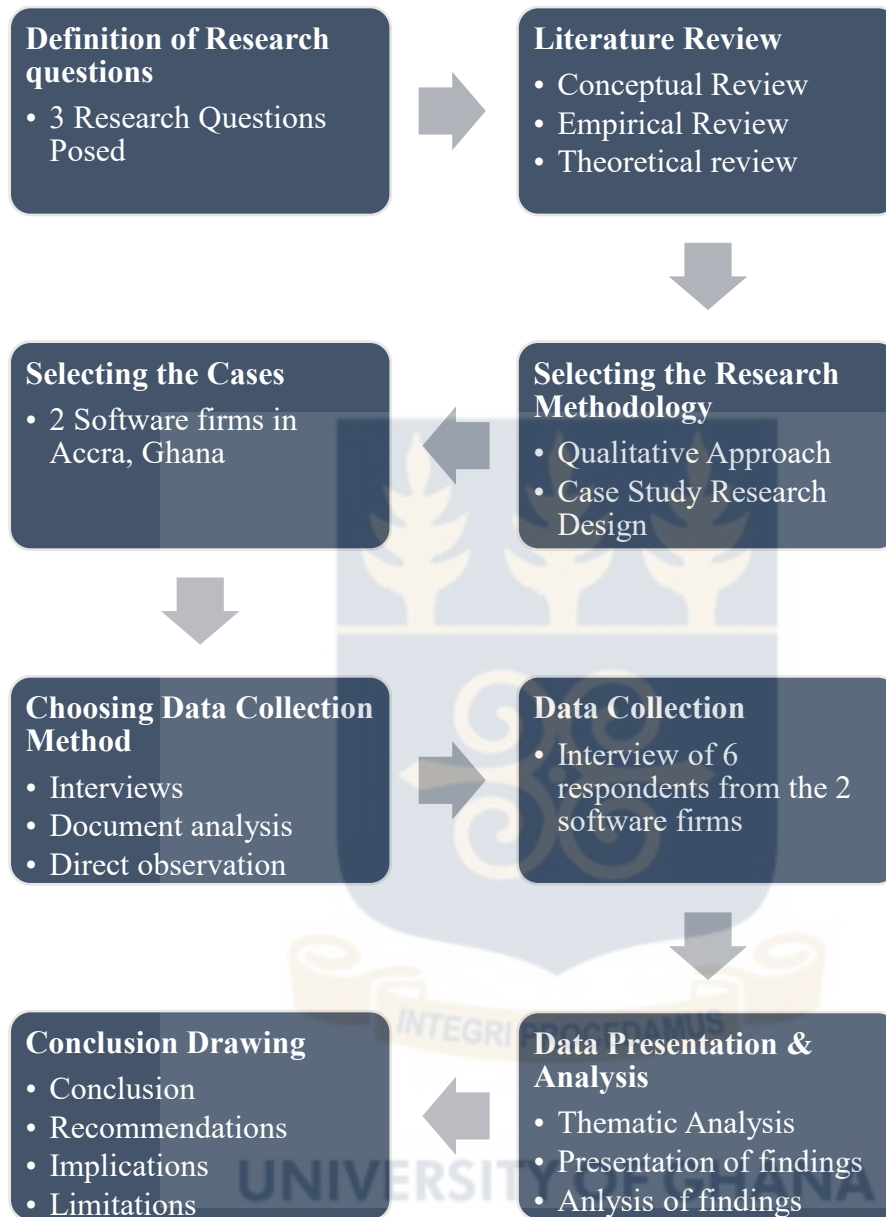 Definition of Research
questions
• 3 Research Questions
Posed
Literature Review
• Conceptual Review
• Empirical Review
• Theoretical review
Selecting the Research
Methodology
• Qualitative Approach
• Case Study Research
Design
Selecting the Cases
• 2 Software firms in
Accra, Ghana
Choosing Data Collection
Method
• Interviews
• Document analysis
• Direct observation
Data Collection
• Interview of 6
respondents from the 2
software firms
Data Presentation &
Analysis
• Thematic Analysis
• Presentation of findings
• Anlysis of findings
Conclusion Drawing
• Conclusion
• Recommendations
• Implications
• Limitations
INTEGRI PROCEDAMUS
UNIVERSITY OF GHANA